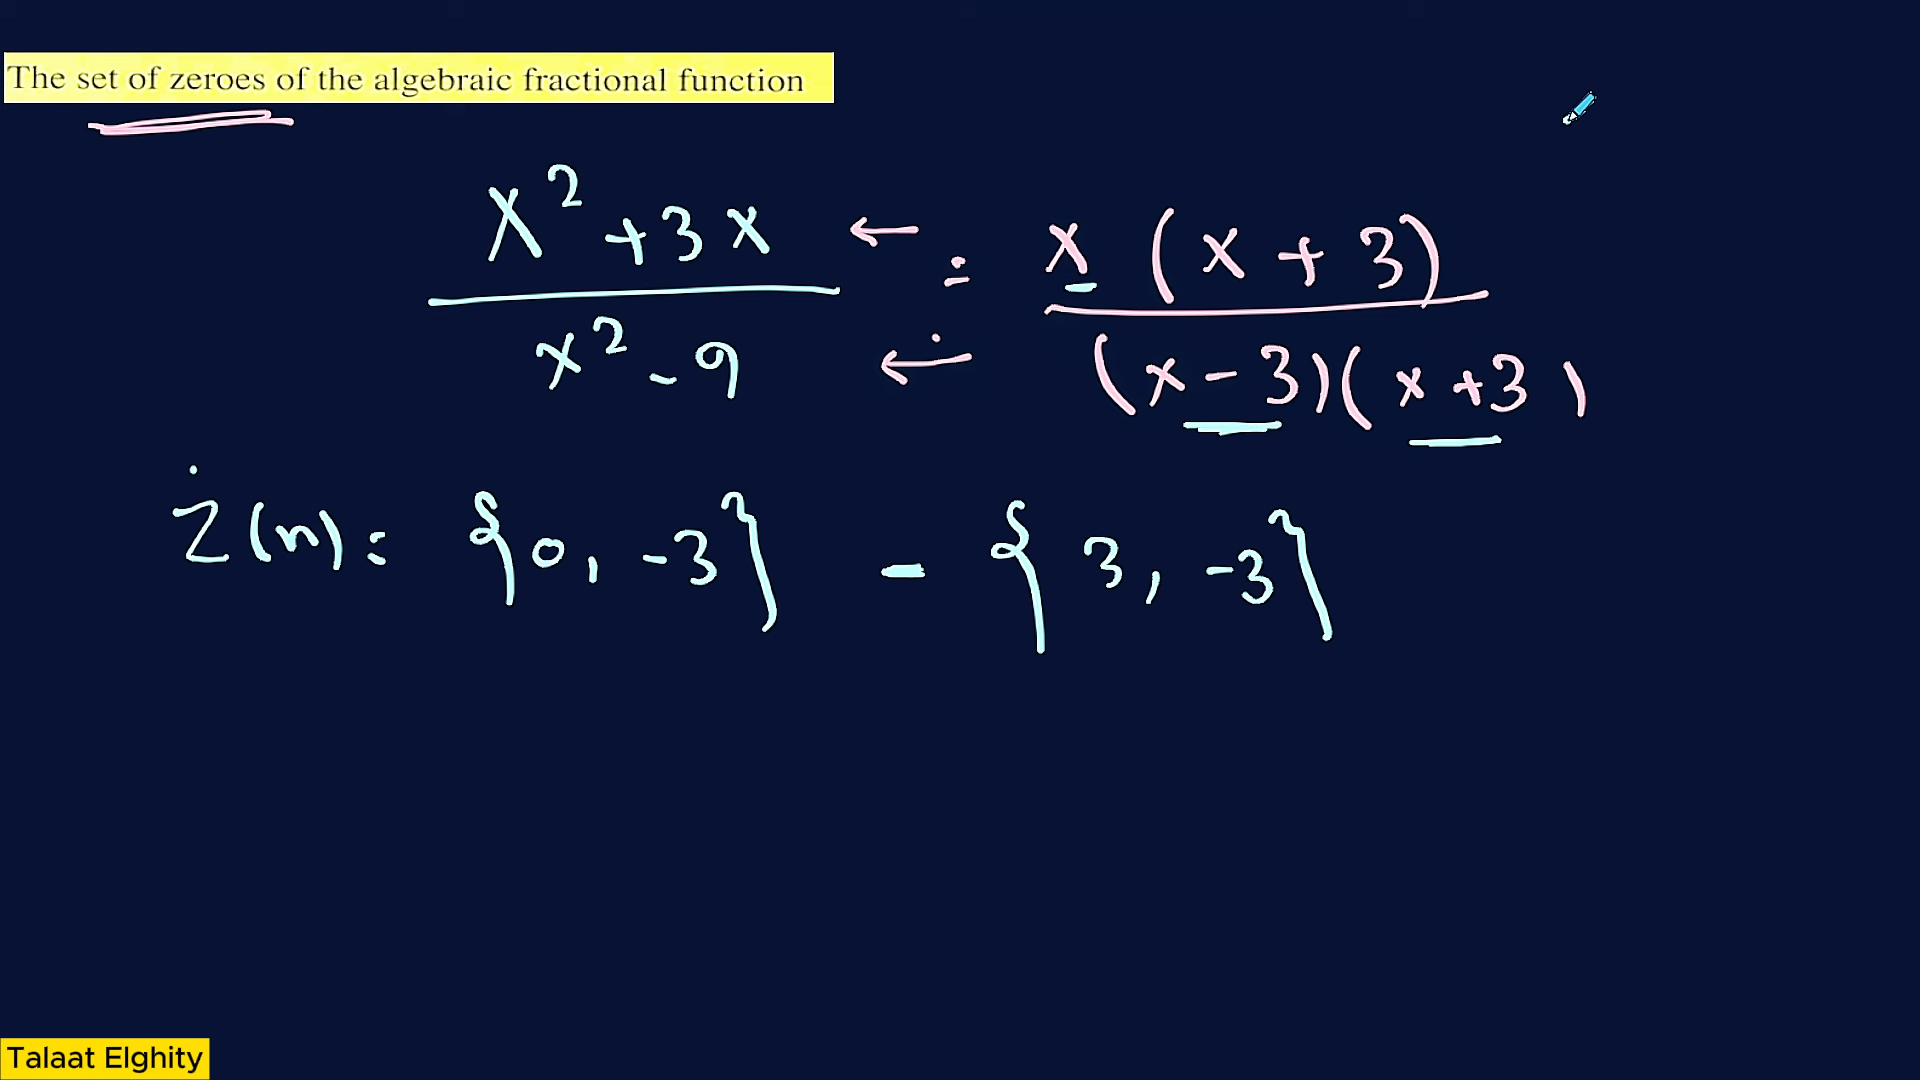 The set of zeroes of the algebraic fractional function
x² + 3x ← = x (x + 3)
x² - 9 ← (x - 3)(x + 3)
Z(n) = {0, -3} - {3, -3}
Talaat Elghity